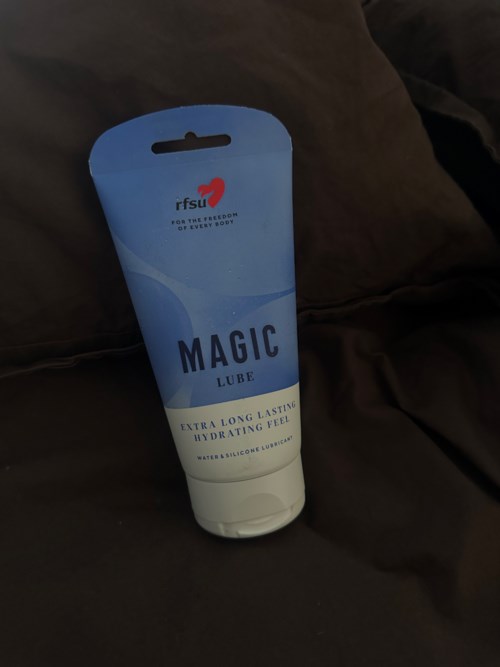 rfsu
FOR THE FREEDOM
OF EVERY BODY
MAGIC
LUBE
EXTRA LONG LASTING
HYDRATING FEEL
WATER & SILICONE LUBRICANT